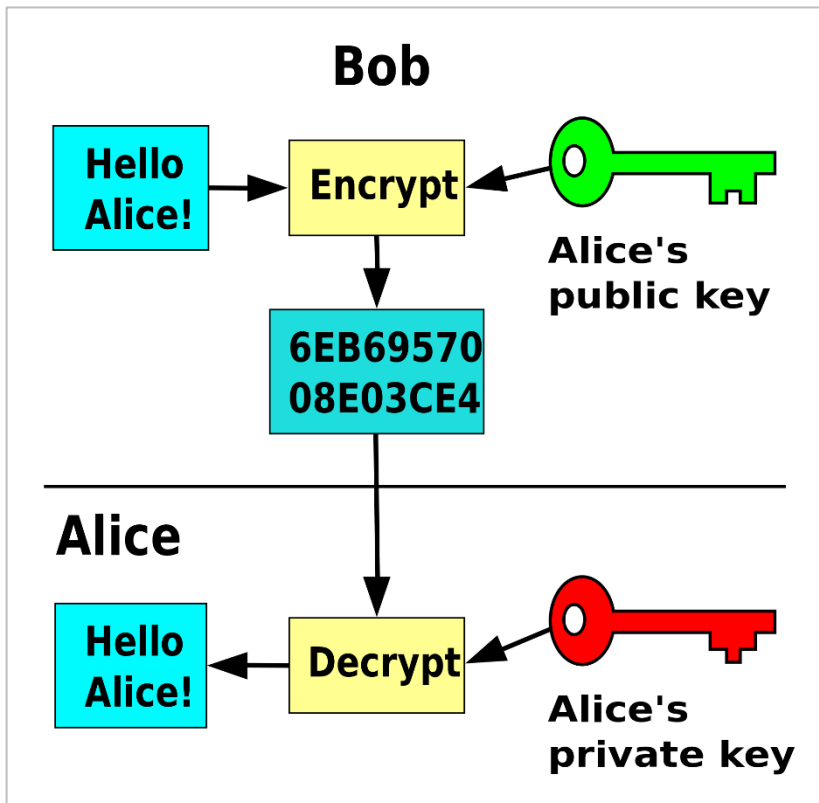 Bob
Hello
Alice!
Encrypt
Alice's
public key
6EB69570
08E03CE4
Alice
Hello
Alice!
Decrypt
Alice's
private key